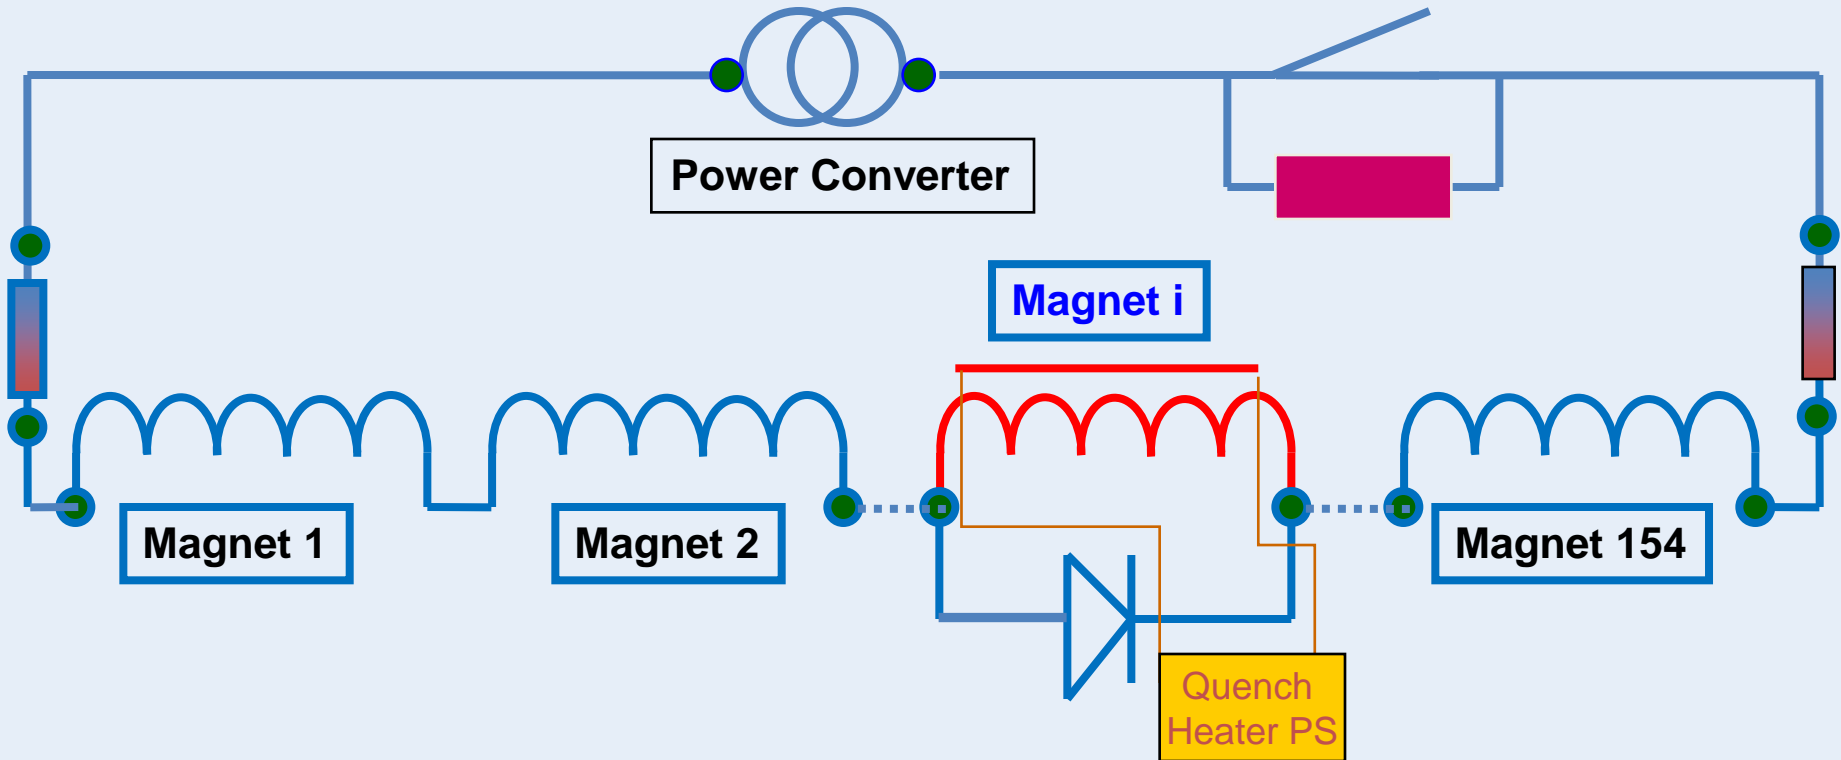 Power Converter
Magnet i
Magnet 1
Magnet 2
Magnet 154
Quench
Heater PS